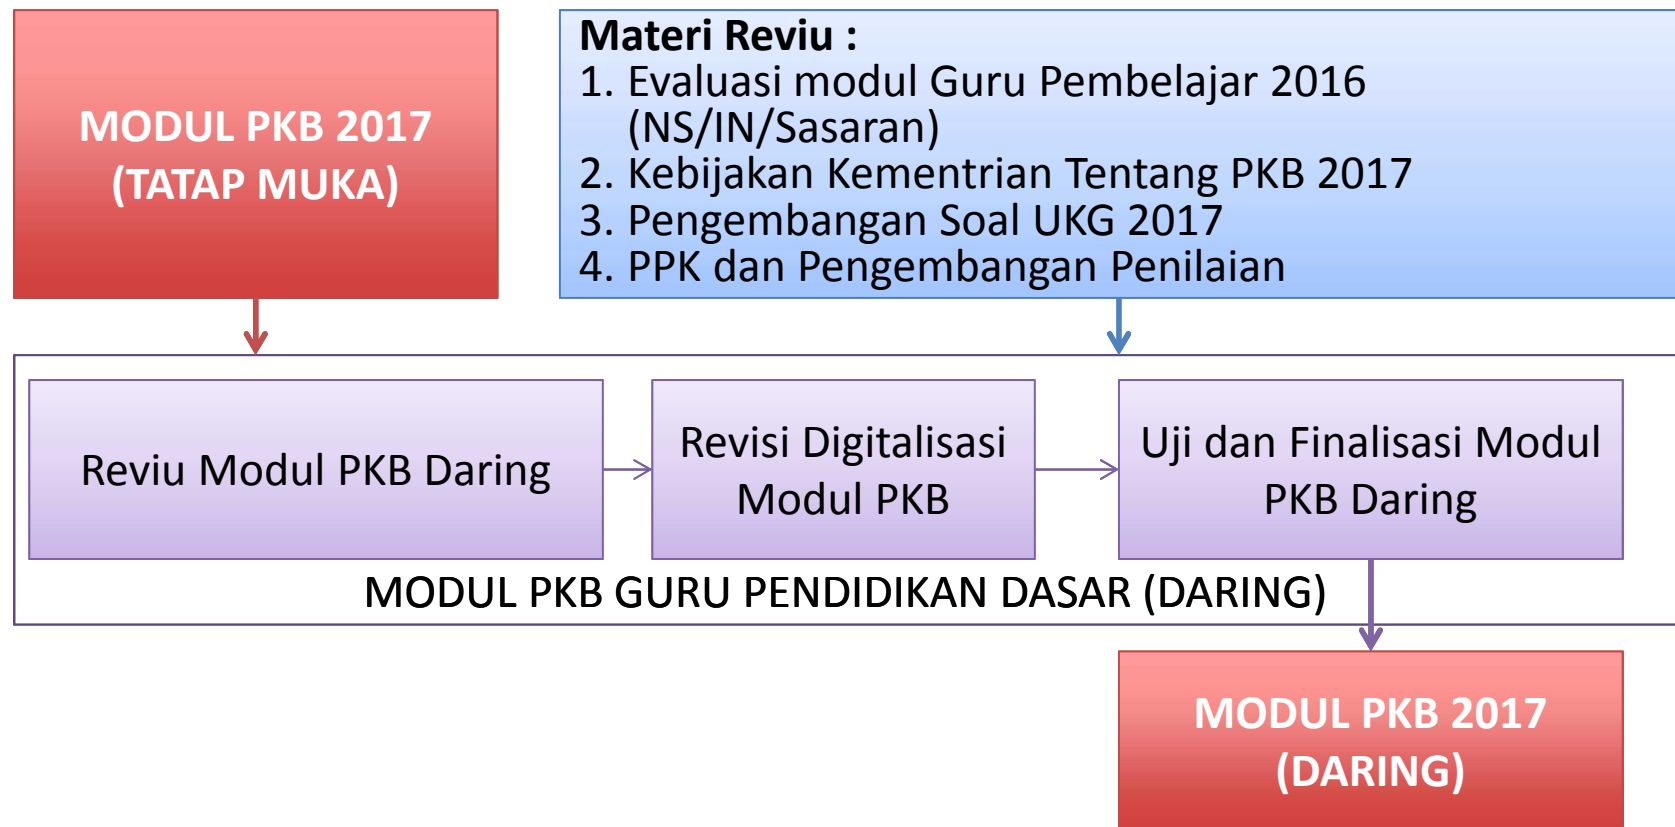 MODUL PKB 2017
(TATAP MUKA)
Materi Reviu :
1. Evaluasi modul Guru Pembelajar 2016
(NS/IN/Sasaran)
2. Kebijakan Kementrian Tentang PKB 2017
3. Pengembangan Soal UKG 2017
4. PPK dan Pengembangan Penilaian
Reviu Modul PKB Daring
Revisi Digitalisasi
Modul PKB
Uji dan Finalisasi Modul
PKB Daring
MODUL PKB GURU PENDIDIKAN DASAR (DARING)
MODUL PKB 2017
(DARING)